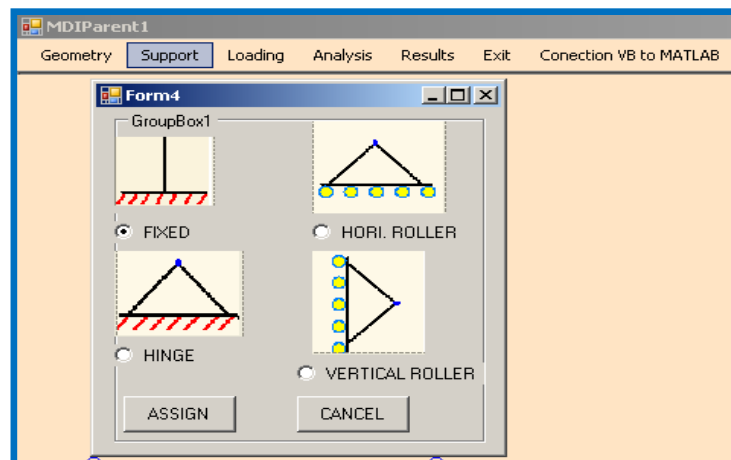 MDIParent1
Geometry Support Loading Analysis Results Exit Conection VB to MATLAB
Form4
GroupBox1
FIXED HORI. ROLLER
HINGE
VERTICAL ROLLER
ASSIGN CANCEL